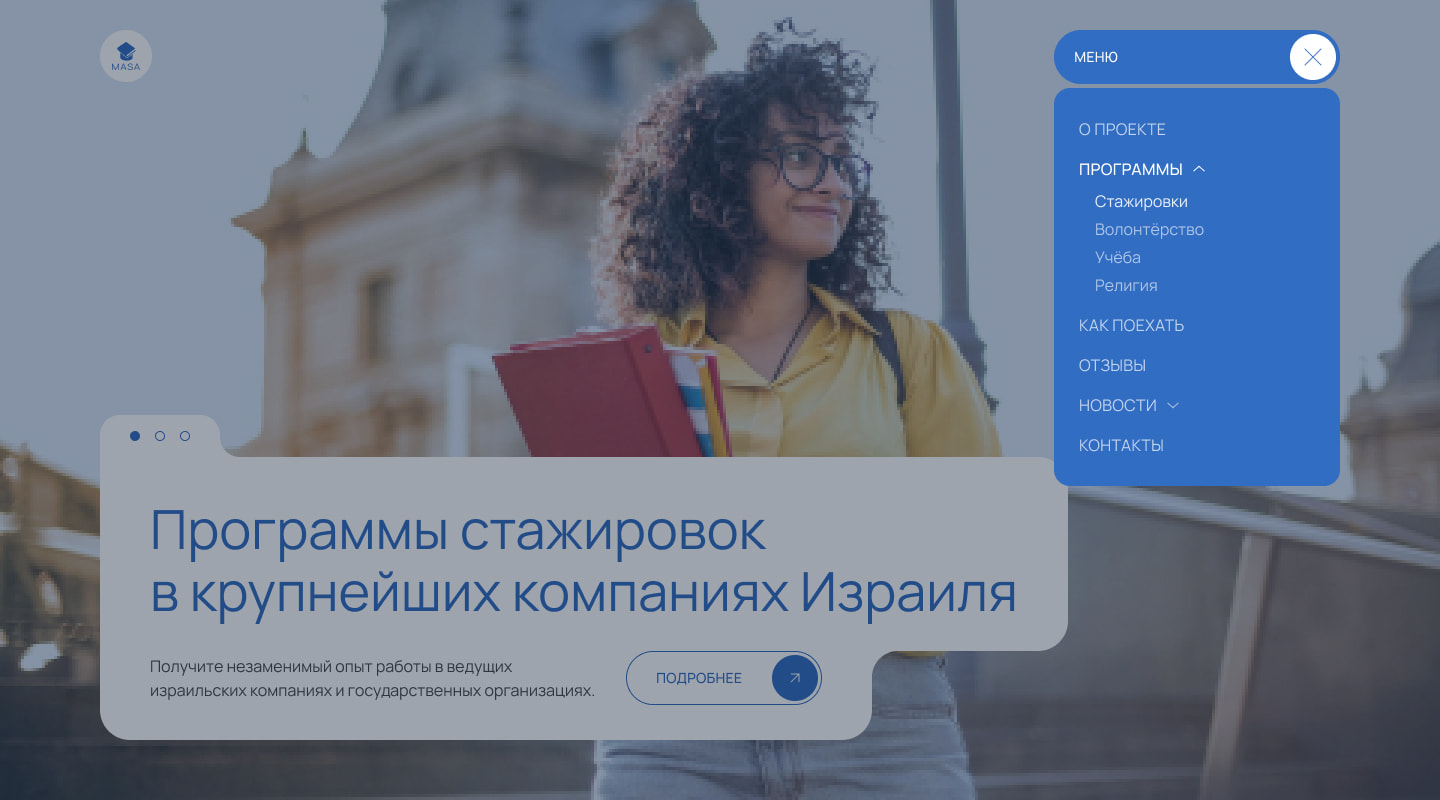 MASA
МЕНЮ
О ПРОЕКТЕ
ПРОГРАММЫ
Стажировки
Волонтёрство
Учёба
Религия
КАК ПОЕХАТЬ
ОТЗЫВЫ
НОВОСТИ
КОНТАКТЫ
Программы стажировок
в крупнейших компаниях Израиля
Получите незаменимый опыт работы в ведущих
израильских компаниях и государственных организациях.
ПОДРОБНЕЕ